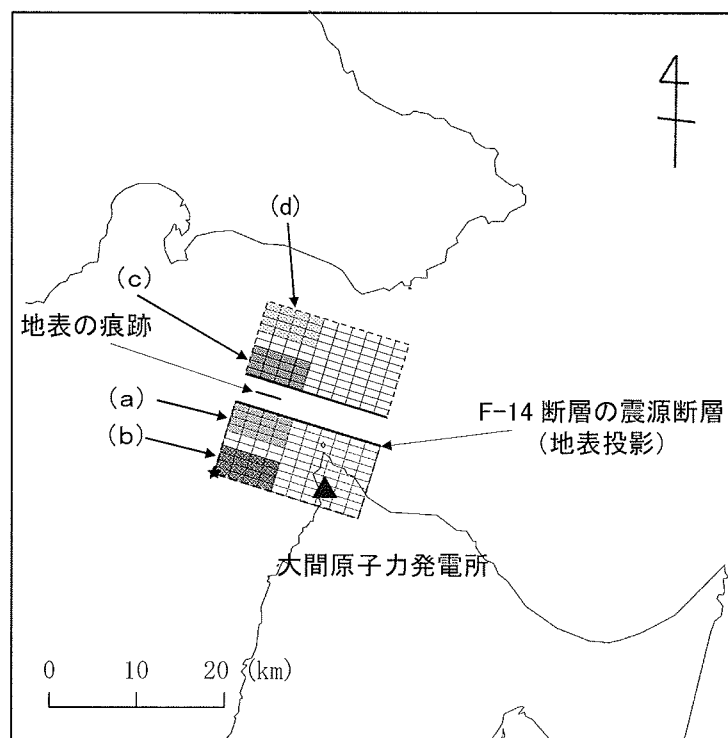 (d)
(c)
地表の痕跡
(a)
(b)
F-14 断層の震源断層
(地表投影)
大間原子力発電所
0 10 20 (km)